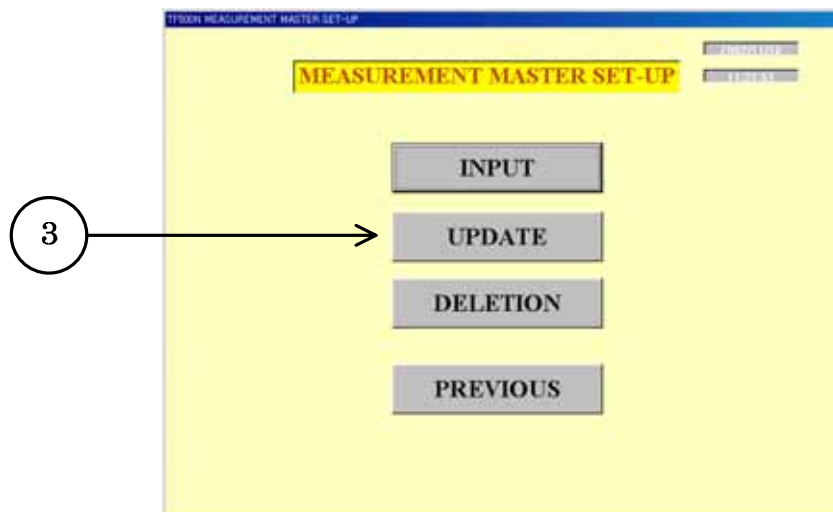 TF500N MEASUREMENT MASTER SET-UP
MEASUREMENT MASTER SET-UP
INPUT
3
UPDATE
DELETION
PREVIOUS